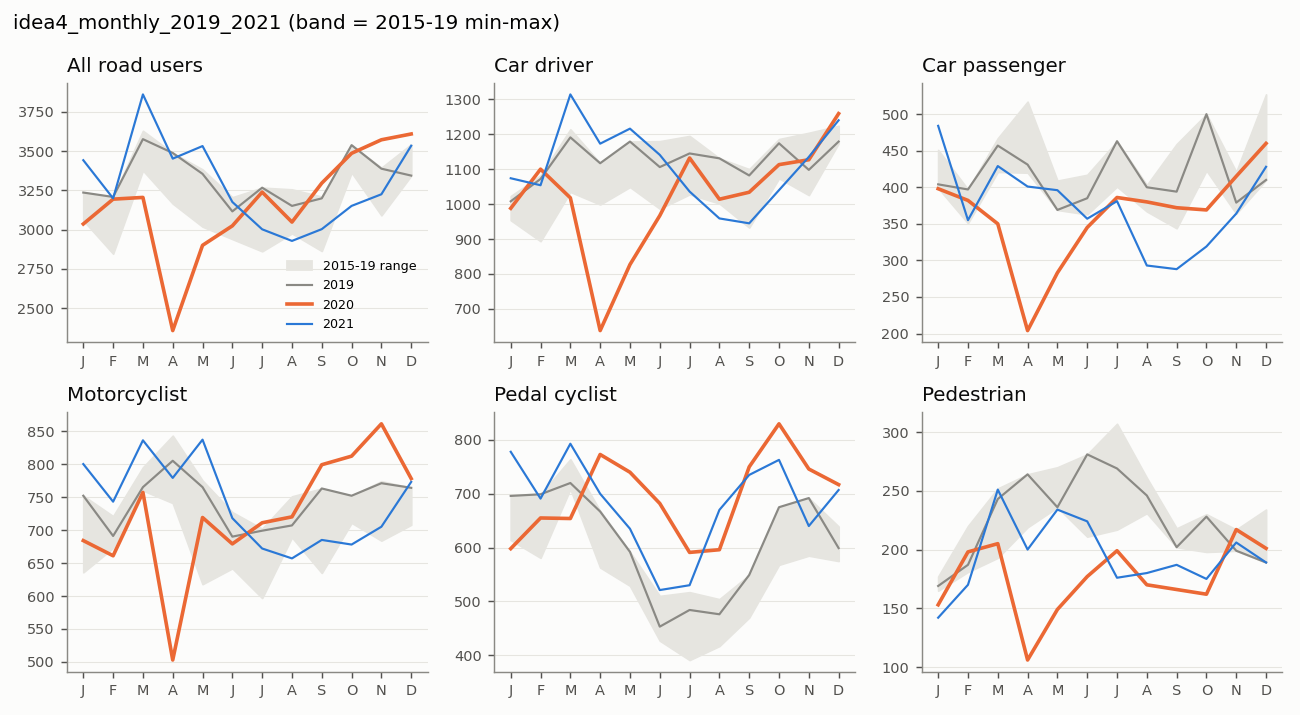 idea4_monthly_2019_2021 (band = 2015-19 min-max)
All road users
3750
3500
3250
3000
2750
2500
J F M A M J J A S O N D
2015-19 range
2019
2020
2021
Car driver
1300
1200
1100
1000
900
800
700
J F M A M J J A S O N D
Car passenger
500
450
400
350
300
250
200
J F M A M J J A S O N D
Motorcyclist
850
800
750
700
650
600
550
500
J F M A M J J A S O N D
Pedal cyclist
800
700
600
500
400
J F M A M J J A S O N D
Pedestrian
300
250
200
150
100
J F M A M J J A S O N D